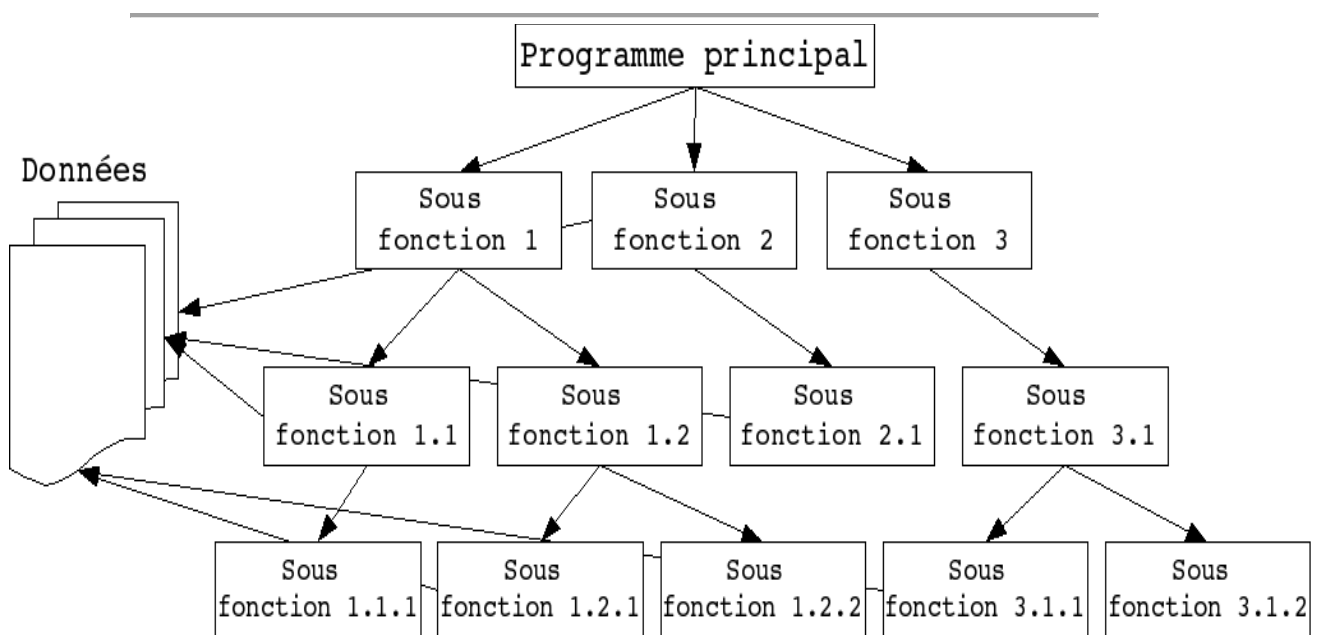 Programme principal
Données
Sous
fonction 1
Sous
fonction 2
Sous
fonction 3
Sous
fonction 1.1
Sous
fonction 1.2
Sous
fonction 2.1
Sous
fonction 3.1
Sous
fonction 1.1.1
Sous
fonction 1.2.1
Sous
fonction 1.2.2
Sous
fonction 3.1.1
Sous
fonction 3.1.2